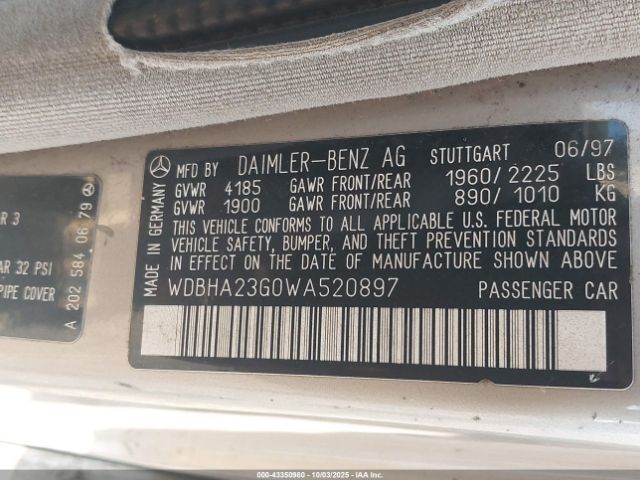 MFD BY DAIMLER-BENZ AG STUTTGART 06/97
GVWR 4185 GAWR FRONT/REAR 1960/2225 LBS
GVWR 1900 GAWR FRONT/REAR 890/1010 KG
THIS VEHICLE CONFORMS TO ALL APPLICABLE U.S. FEDERAL MOTOR
VEHICLE SAFETY, BUMPER, AND THEFT PREVENTION STANDARDS
IN EFFECT ON THE DATE OF MANUFACTURE SHOWN ABOVE
WDBHA23G0WA520897 PASSENGER CAR
MADE IN GERMANY
R 3
AR 32 PSI
PIPE COVER
A 202 584 06 79
000-43350980 - 10/03/2025 - IAAI.CA